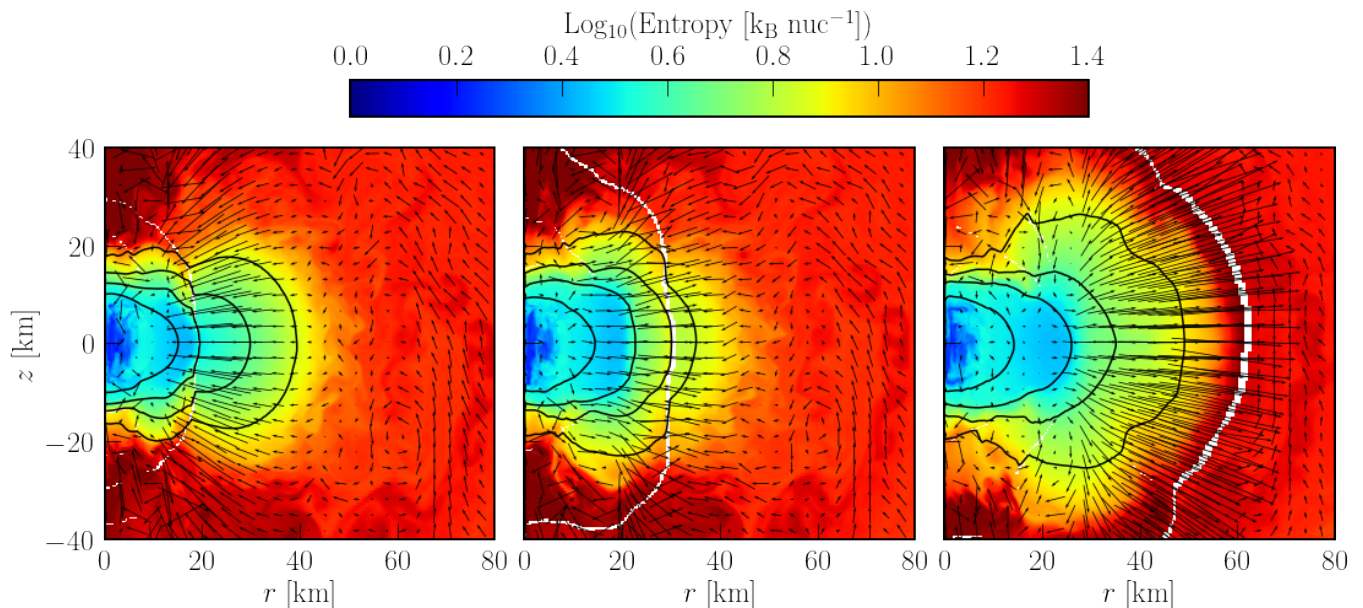 Log₁₀(Entropy [k_B nuc⁻¹])
0.0 0.2 0.4 0.6 0.8 1.0 1.2 1.4
40
20
0
−20
−40
z [km]
0 20 40 60 80 0 20 40 60 80 0 20 40 60 80
r [km] r [km] r [km]